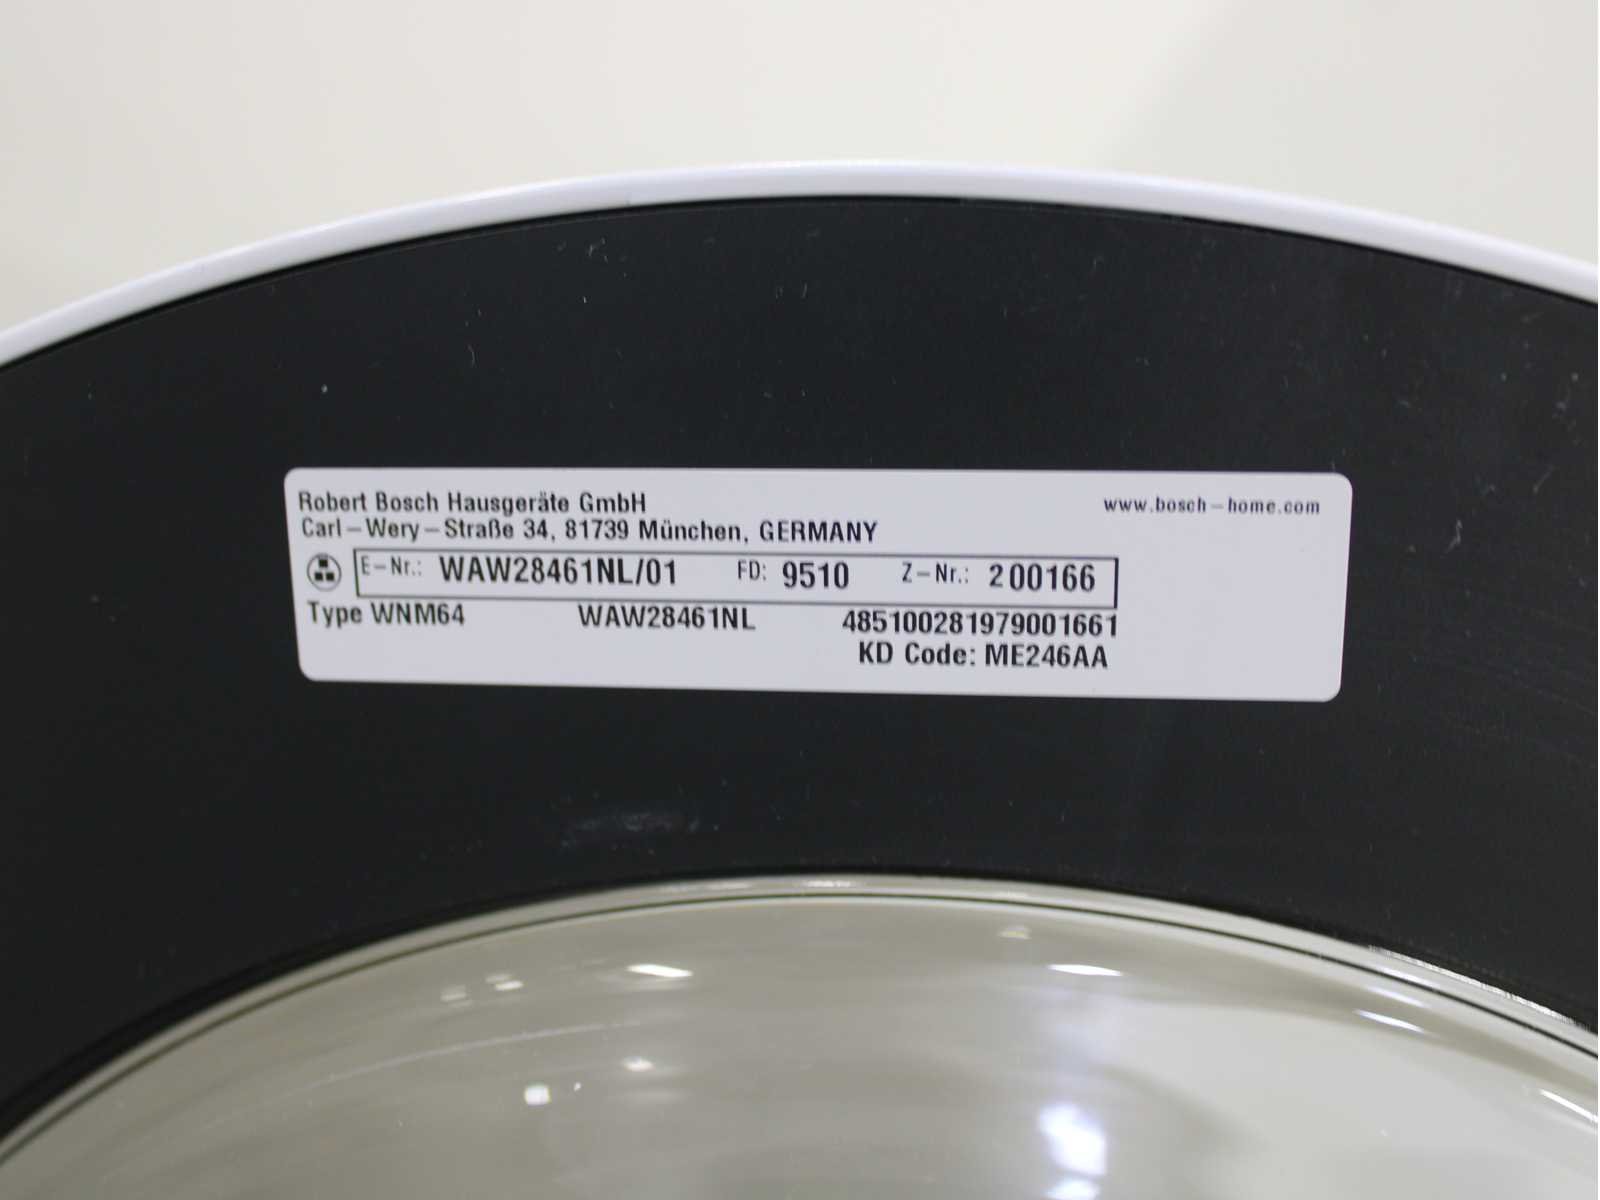 Robert Bosch Hausgeräte GmbH www.bosch-home.com
Carl-Wery-Straße 34, 81739 München, GERMANY
E-Nr.: WAW28461NL/01 FD: 9510 Z-Nr.: 200166
Type WNM64 WAW28461NL 485100281979001661
KD Code: ME246AA